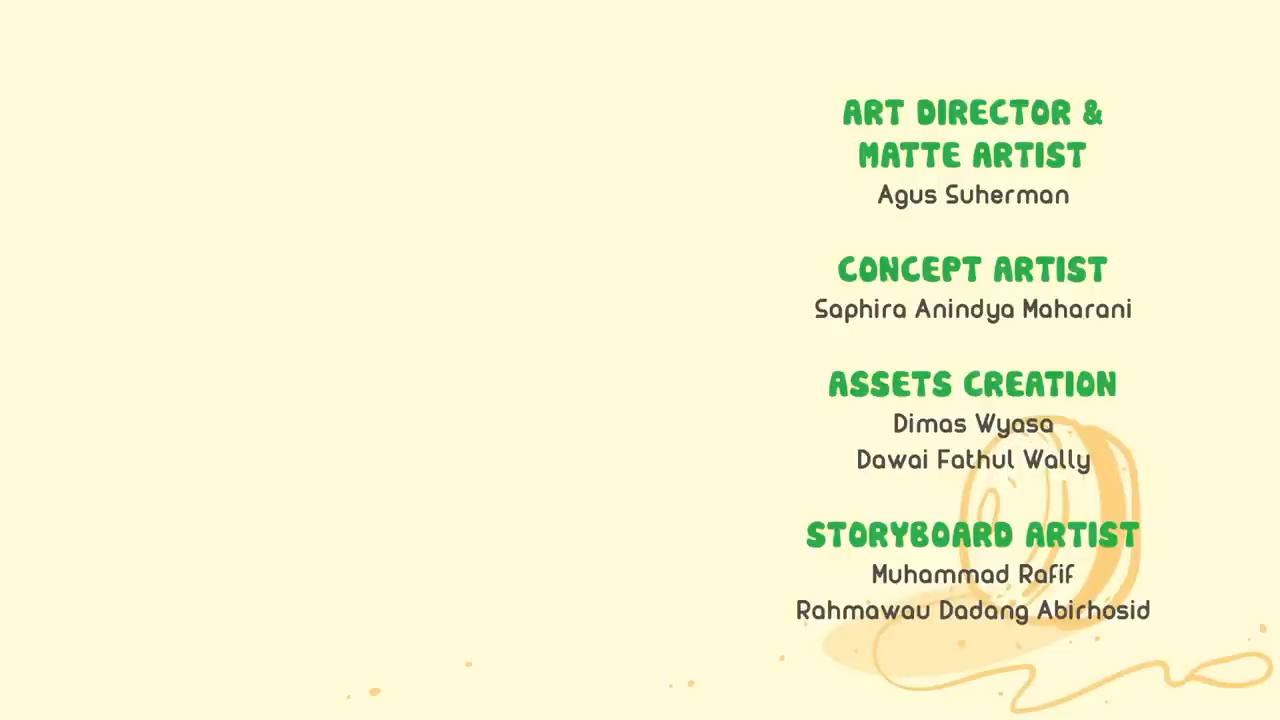 ART DIRECTOR &
MATTE ARTIST
Agus Suherman
CONCEPT ARTIST
Saphira Anindya Maharani
ASSETS CREATION
Dimas Wyasa
Dawai Fathul Wally
STORYBOARD ARTIST
Muhammad Rafif
Rahmawau Dadang Abirhosid